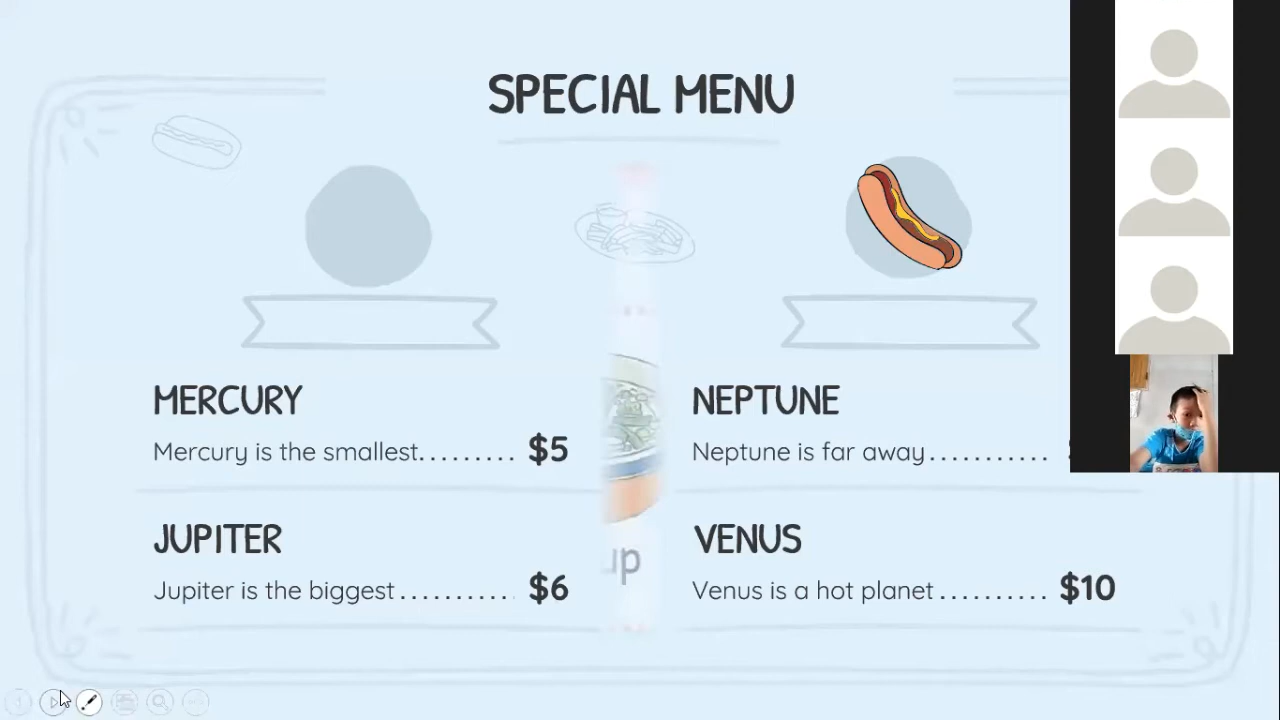 SPECIAL MENU
MERCURY
Mercury is the smallest......... $5
JUPITER
Jupiter is the biggest.......... $6
up
NEPTUNE
Neptune is far away...........
VENUS
Venus is a hot planet.......... $10